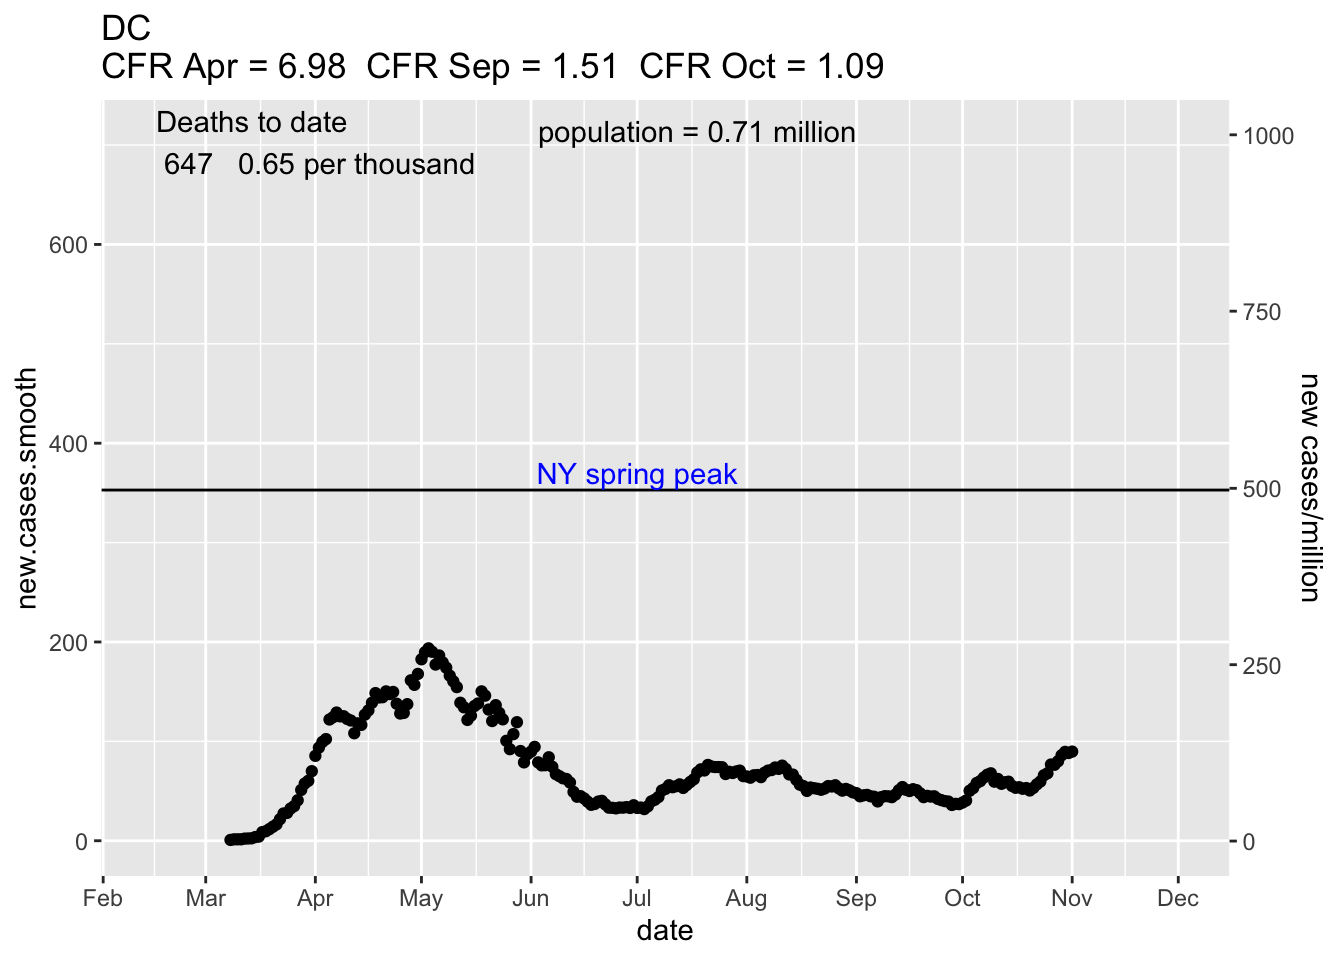 DC
CFR Apr = 6.98  CFR Sep = 1.51  CFR Oct = 1.09
Deaths to date
647   0.65 per thousand
population = 0.71 million
NY spring peak
new.cases.smooth
600
400
200
0
1000
750
500
250
0
new cases/million
Feb Mar Apr May Jun Jul Aug Sep Oct Nov Dec
date